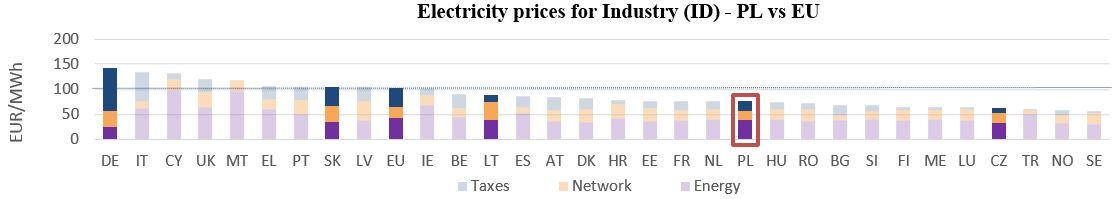 Electricity prices for Industry (ID) - PL vs EU
EUR/MWh
200
150
100
50
0
DE IT CY UK MT EL PT SK LV EU IE BE LT ES AT DK HR EE FR NL PL HU RO BG SI FI ME LU CZ TR NO SE
Taxes Network Energy